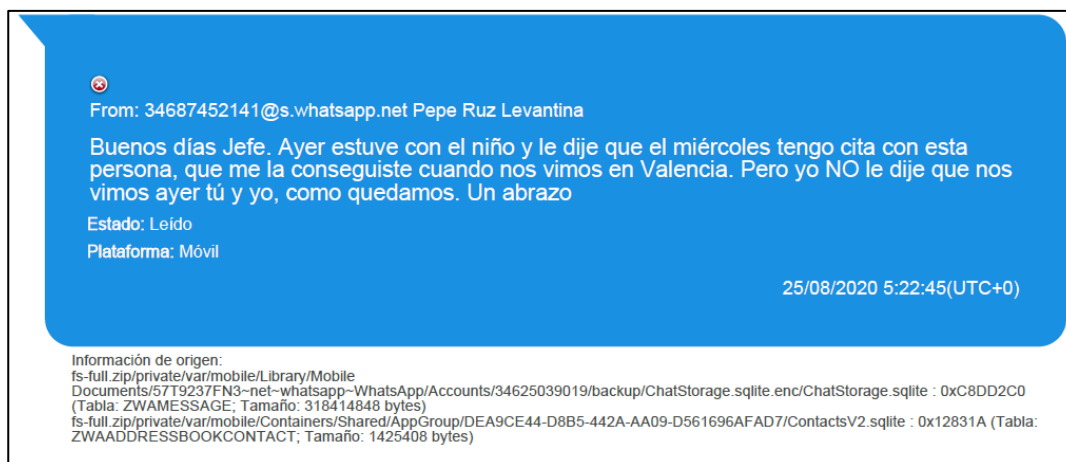 From: 34687452141@s.whatsapp.net Pepe Ruz Levantina
Buenos días Jefe. Ayer estuve con el niño y le dije que el miércoles tengo cita con esta
persona, que me la conseguiste cuando nos vimos en Valencia. Pero yo NO le dije que nos
vimos ayer tú y yo, como quedamos. Un abrazo
Estado: Leído
Plataforma: Móvil
25/08/2020 5:22:45(UTC+0)
Información de origen:
fs-full.zip/private/var/mobile/Library/Mobile
Documents/57T9237FN3~net~whatsapp~WhatsApp/Accounts/34625039019/backup/ChatStorage.sqlite.enc/ChatStorage.sqlite : 0xC8DD2C0
(Tabla: ZWAMESSAGE; Tamaño: 318414848 bytes)
fs-full.zip/private/var/mobile/Containers/Shared/AppGroup/DEA9CE44-D8B5-442A-AA09-D561696AFAD7/ContactsV2.sqlite : 0x12831A (Tabla:
ZWAADDRESSBOOKCONTACT; Tamaño: 1425408 bytes)